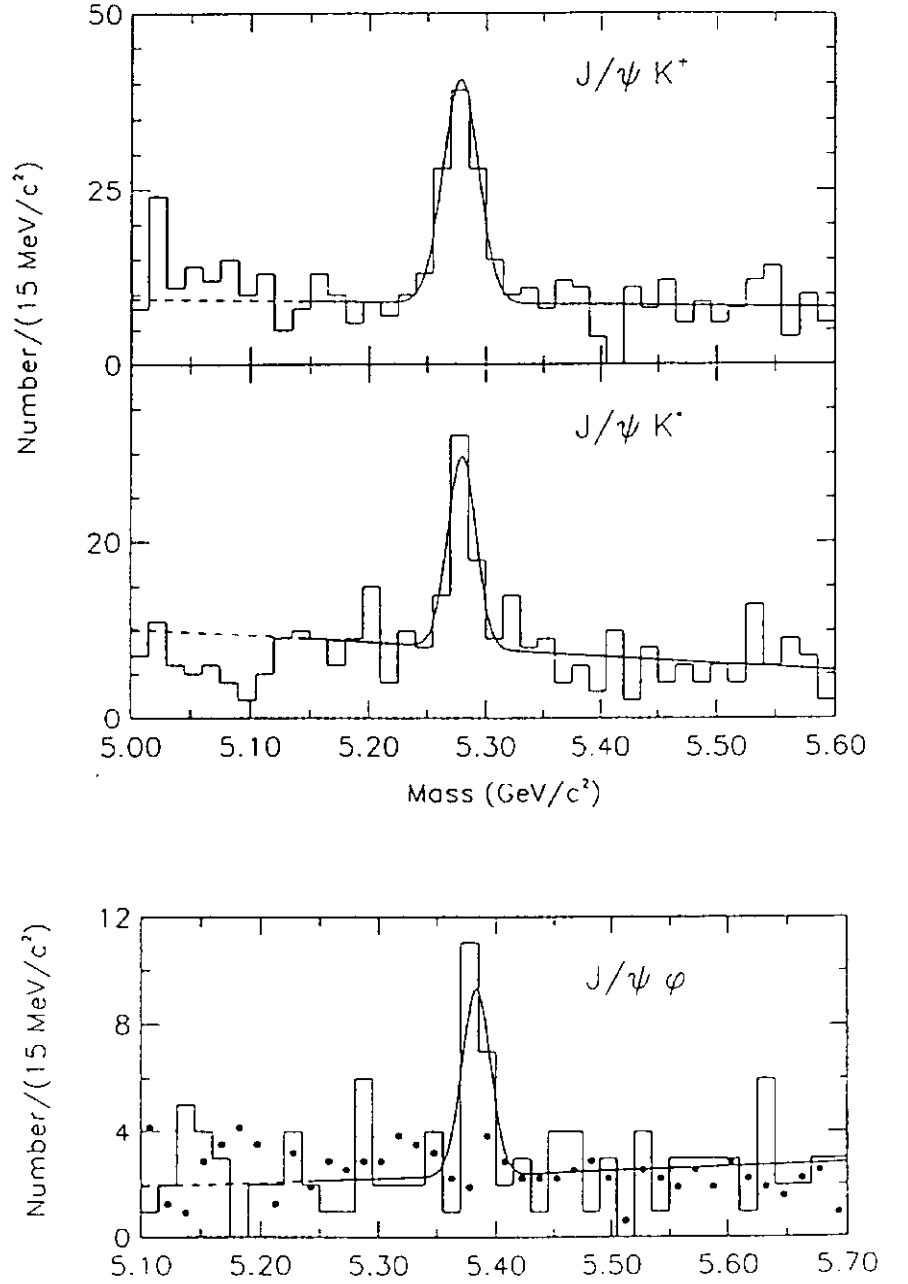 50
J/ψ K⁺
25
0
Number/(15 MeV/c²)
J/ψ K*
20
0
5.00 5.10 5.20 5.30 5.40 5.50 5.60
Mass (GeV/c²)
12
J/ψ φ
8
4
0
Number/(15 MeV/c²)
5.10 5.20 5.30 5.40 5.50 5.60 5.70